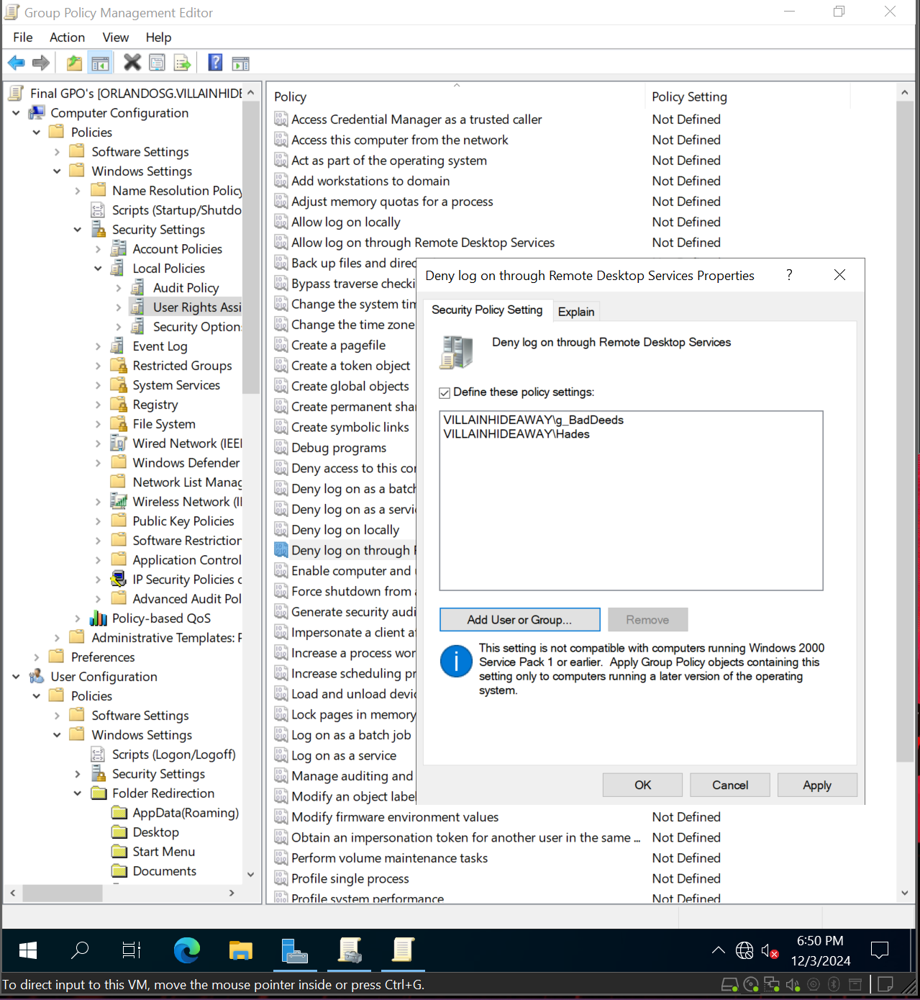 Group Policy Management Editor
File Action View Help
Final GPO's [ORLANDOSG.VILLAINHIDE
Computer Configuration
Policies
Software Settings
Windows Settings
Name Resolution Policy
Scripts (Startup/Shutdo
Security Settings
Account Policies
Local Policies
Audit Policy
User Rights Assi
Security Option
Event Log
Restricted Groups
System Services
Registry
File System
Wired Network (IEEE
Windows Defender
Network List Manag
Wireless Network (I
Public Key Policies
Software Restriction
Application Control
IP Security Policies o
Advanced Audit Pol
Policy-based QoS
Administrative Templates: P
Preferences
User Configuration
Policies
Software Settings
Windows Settings
Scripts (Logon/Logoff)
Security Settings
Folder Redirection
AppData(Roaming)
Desktop
Start Menu
Documents
Policy Policy Setting
Access Credential Manager as a trusted caller Not Defined
Access this computer from the network Not Defined
Act as part of the operating system Not Defined
Add workstations to domain Not Defined
Adjust memory quotas for a process Not Defined
Allow log on locally Not Defined
Allow log on through Remote Desktop Services Not Defined
Back up files and direc
Bypass traverse checki
Change the system tim
Change the time zone
Create a pagefile
Create a token object
Create global objects
Create permanent sha
Create symbolic links
Debug programs
Deny access to this co
Deny log on as a batch
Deny log on as a servi
Deny log on locally
Deny log on through R
Enable computer and u
Force shutdown from a
Generate security audi
Impersonate a client af
Increase a process wor
Increase scheduling pr
Load and unload devic
Lock pages in memory
Log on as a batch job
Log on as a service
Manage auditing and
Modify an object label
Modify firmware environment values Not Defined
Obtain an impersonation token for another user in the same ... Not Defined
Perform volume maintenance tasks Not Defined
Profile single process Not Defined
Profile system performance Not Defined
Deny log on through Remote Desktop Services Properties ?
Security Policy Setting Explain
Deny log on through Remote Desktop Services
Define these policy settings:
VILLAINHIDEAWAY\g_BadDeeds
VILLAINHIDEAWAY\Hades
Add User or Group... Remove
This setting is not compatible with computers running Windows 2000
Service Pack 1 or earlier. Apply Group Policy objects containing this
setting only to computers running a later version of the operating
system.
OK Cancel Apply
6:50 PM
12/3/2024
To direct input to this VM, move the mouse pointer inside or press Ctrl+G.